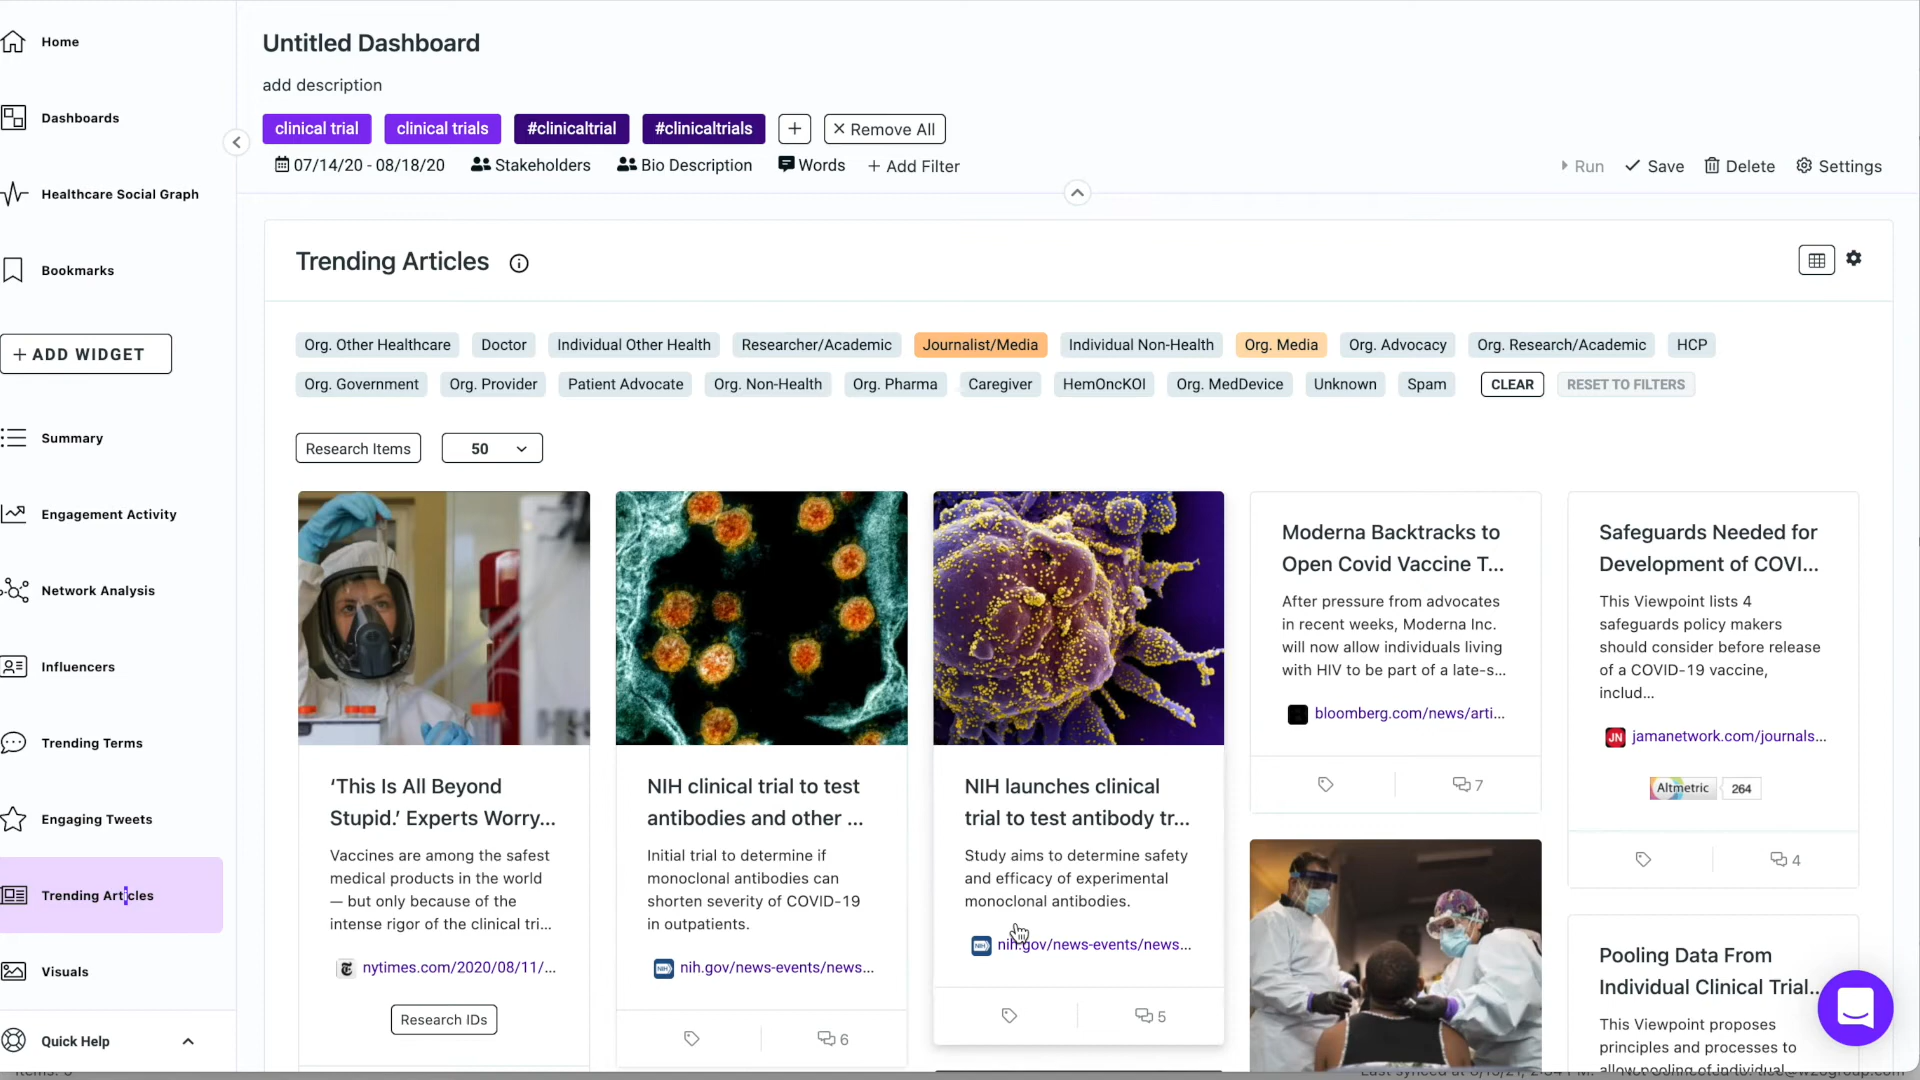 Home
Dashboards
Healthcare Social Graph
Bookmarks
+ ADD WIDGET
Summary
Engagement Activity
Network Analysis
Influencers
Trending Terms
Engaging Tweets
Trending Articles
Visuals
Quick Help
Untitled Dashboard
add description
clinical trial clinical trials #clinicaltrial #clinicaltrials + × Remove All
07/14/20 - 08/18/20 Stakeholders Bio Description Words + Add Filter
Run Save Delete Settings
Trending Articles
Org. Other Healthcare Doctor Individual Other Health Researcher/Academic Journalist/Media Individual Non-Health Org. Media Org. Advocacy Org. Research/Academic HCP
Org. Government Org. Provider Patient Advocate Org. Non-Health Org. Pharma Caregiver HemOncKOI Org. MedDevice Unknown Spam CLEAR RESET TO FILTERS
Research Items 50
‘This Is All Beyond
Stupid.’ Experts Worry...
Vaccines are among the safest
medical products in the world
— but only because of the
intense rigor of the clinical tri...
nytimes.com/2020/08/11/...
Research IDs
NIH clinical trial to test
antibodies and other ...
Initial trial to determine if
monoclonal antibodies can
shorten severity of COVID-19
in outpatients.
NIH nih.gov/news-events/news...
6
NIH launches clinical
trial to test antibody tr...
Study aims to determine safety
and efficacy of experimental
monoclonal antibodies.
NIH nih.gov/news-events/news...
5
Moderna Backtracks to
Open Covid Vaccine T...
After pressure from advocates
in recent weeks, Moderna Inc.
will now allow individuals living
with HIV to be part of a late-s...
bloomberg.com/news/arti...
7
Safeguards Needed for
Development of COVI...
This Viewpoint lists 4
safeguards policy makers
should consider before release
of a COVID-19 vaccine,
includ...
JN jamanetwork.com/journals...
Altmetric 264
4
Pooling Data From
Individual Clinical Trial...
This Viewpoint proposes
principles and processes to
allow pooling of individual